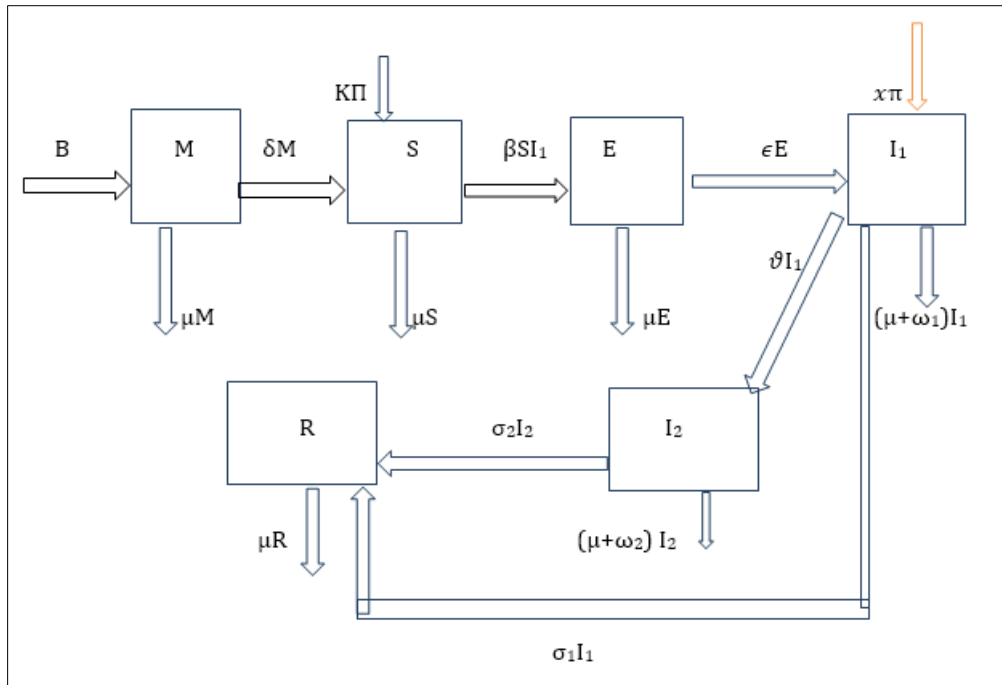 KΠ
xπ
B
M
δM
S
βSI₁
E
ϵE
I₁
ϑI₁
μM
μS
μE
(μ+ω₁)I₁
R
σ₂I₂
I₂
μR
(μ+ω₂) I₂
σ₁I₁